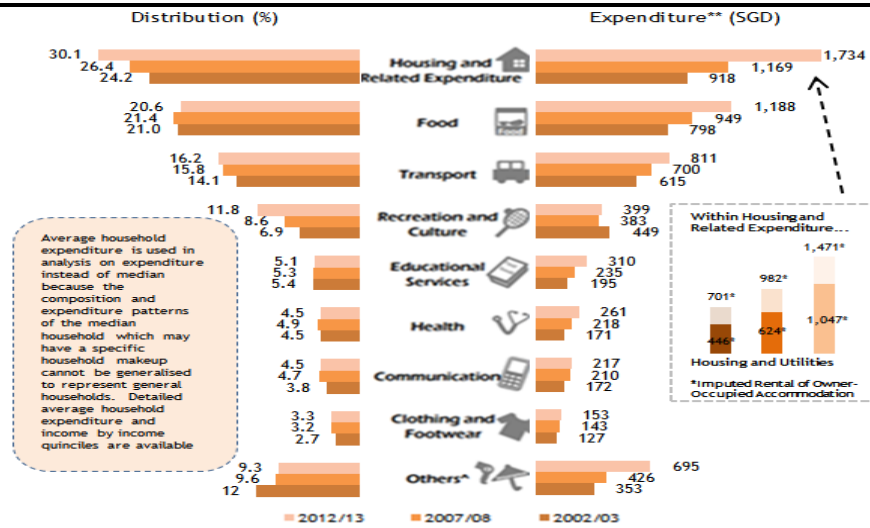 Distribution (%)
Expenditure** (SGD)
30.1
26.4
24.2
Housing and
Related Expenditure
1,734
1,169
918
20.6
21.4
21.0
Food
Food
1,188
949
798
16.2
15.8
14.1
Transport
811
700
615
11.8
8.6
6.9
Recreation and
Culture
399
383
449
5.1
5.3
5.4
Educational
Services
310
235
195
4.5
4.9
4.5
Health
261
218
171
4.5
4.7
3.8
Communication
217
210
172
3.3
3.2
2.7
Clothing and
Footwear
153
143
127
9.3
9.6
12
Others^
695
426
353
Average household
expenditure is used in
analysis on expenditure
instead of median
because the
composition and
expenditure patterns
of the median
household which may
have a specific
household makeup
cannot be generalised
to represent general
households. Detailed
average household
expenditure and
income by income
quinciles are available
Within Housing and
Related Expenditure...
1,471*
982*
701*
1,047*
624*
446*
Housing and Utilities
*Imputed Rental of Owner-
Occupied Accommodation
2012/13
2007/08
2002/03